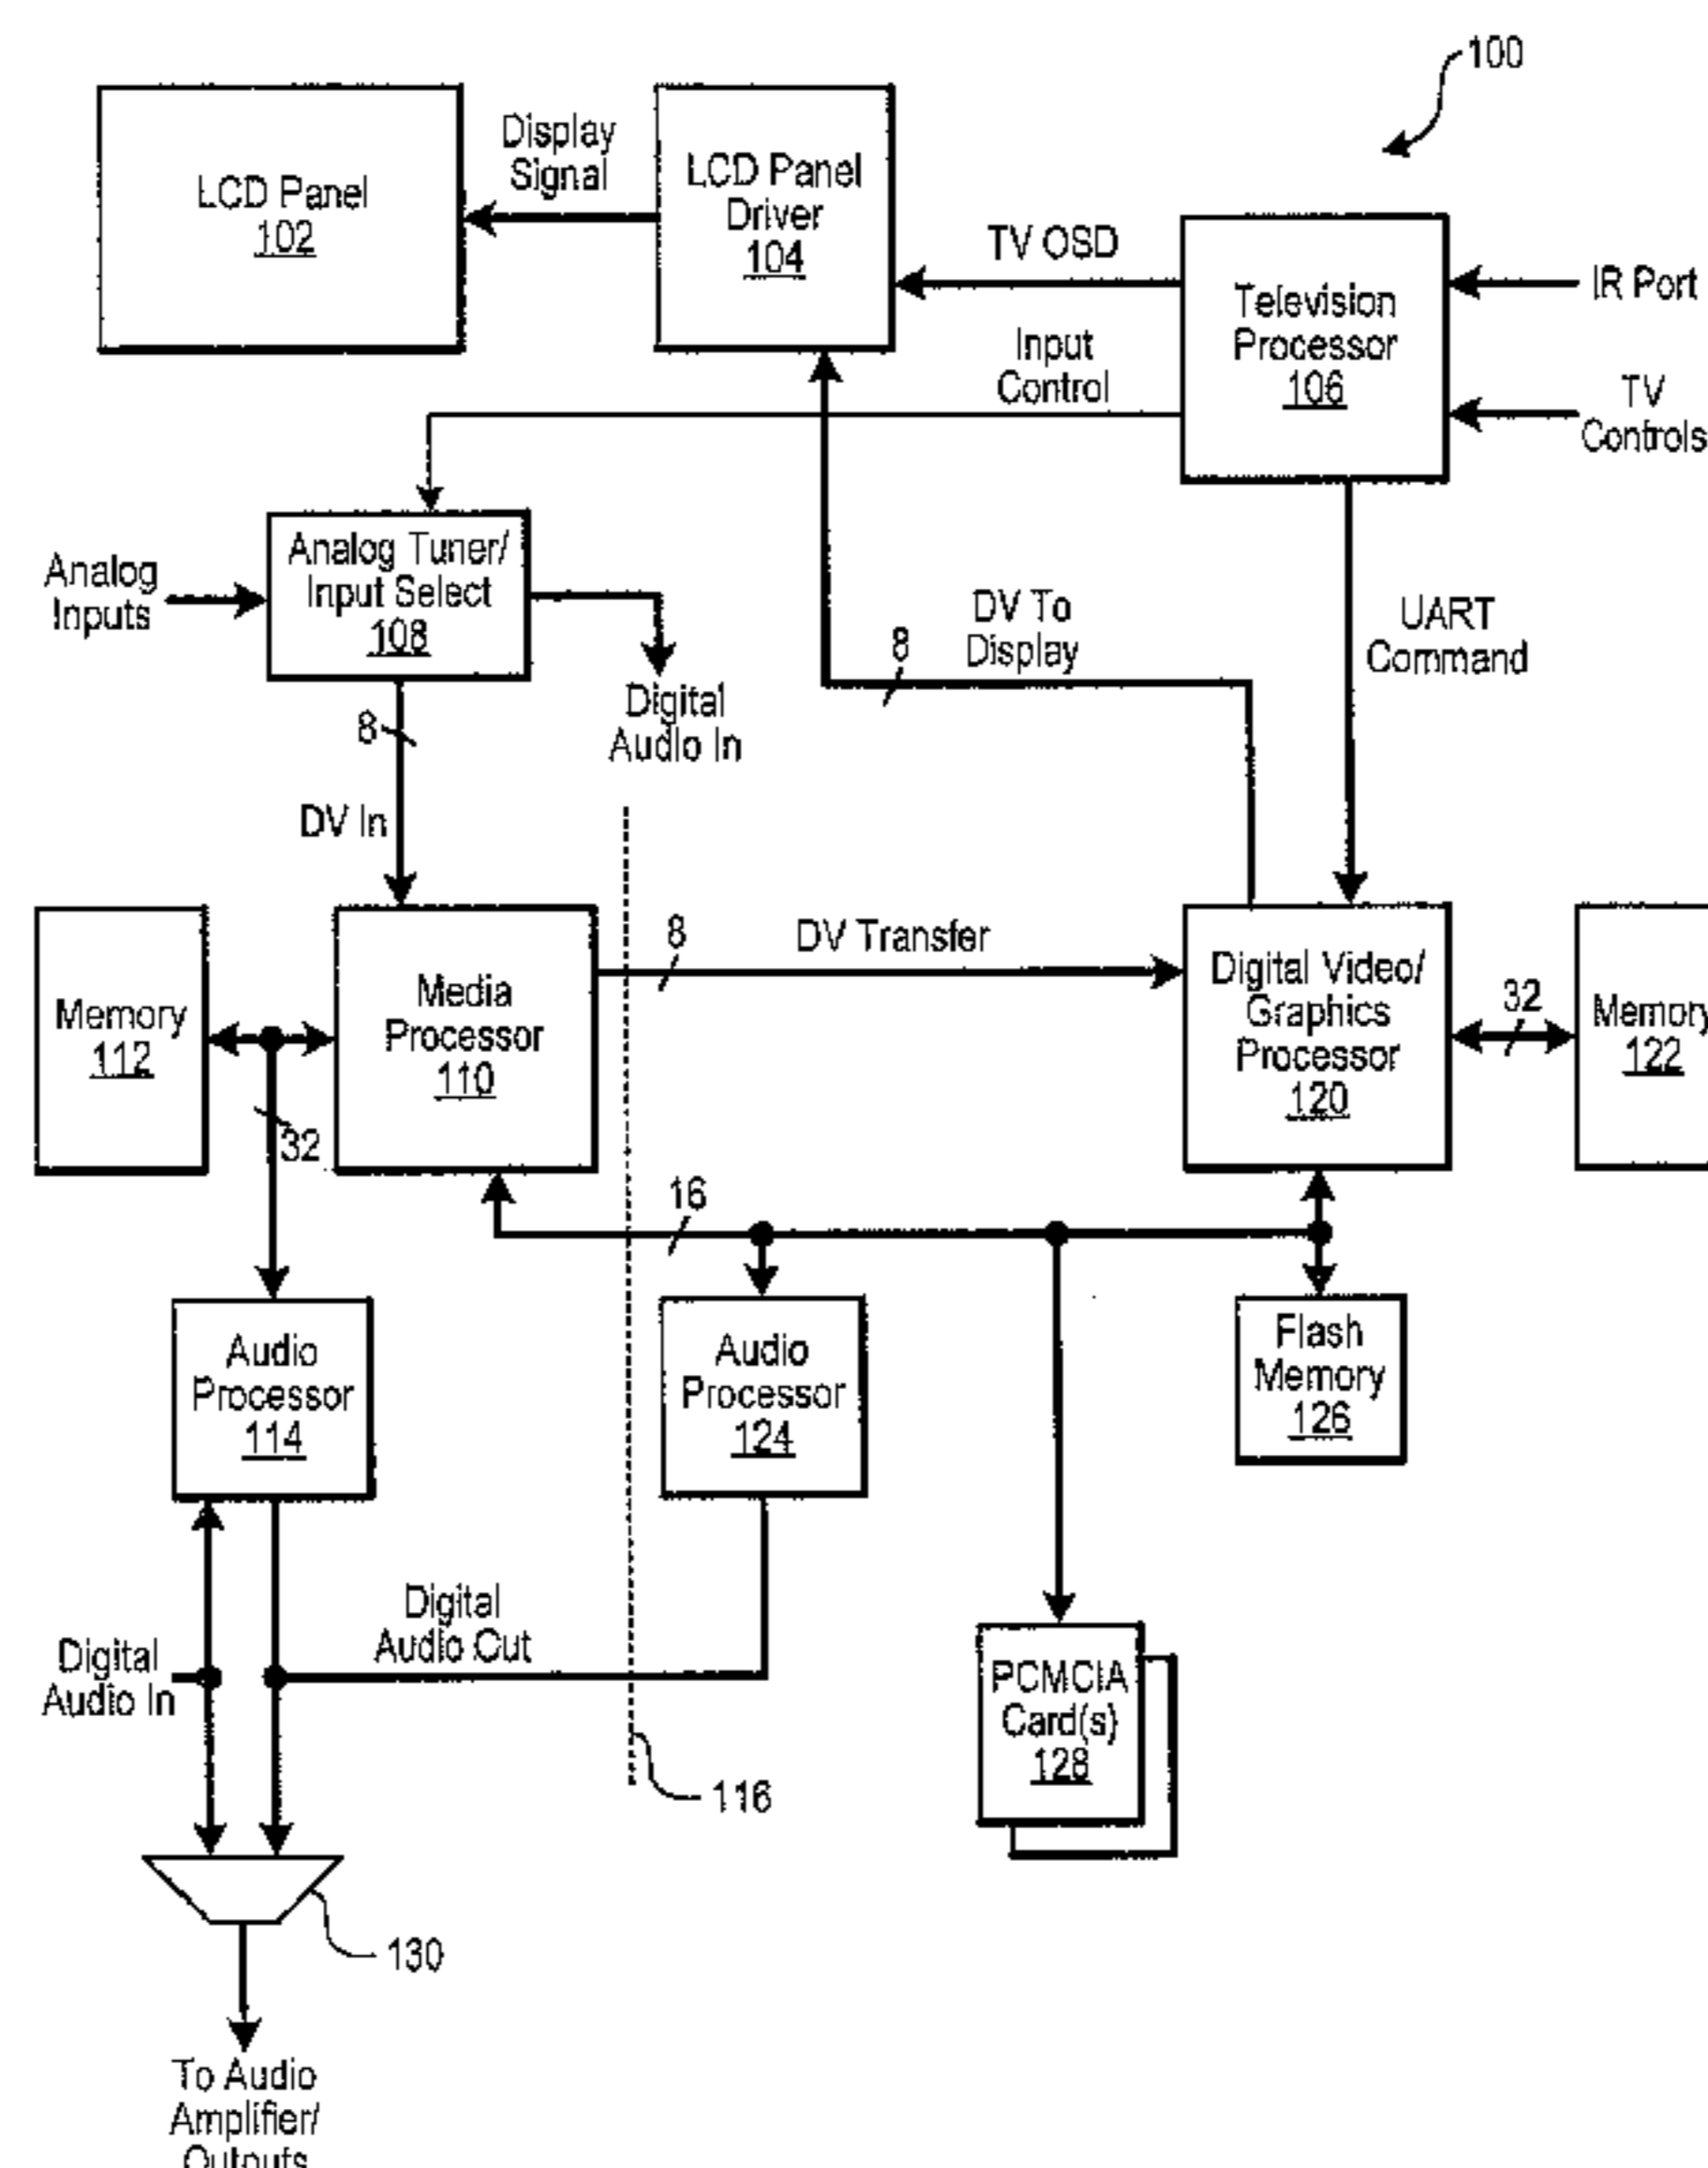 100
LCD Panel
102
Display
Signal
LCD Panel
Driver
104
TV OSD
Television
Processor
106
IR Port
TV
Controls
Input
Control
Analog
Inputs
Analog Tuner/
Input Select
108
Digital
Audio In
8
DV In
8
DV To
Display
UART
Command
Memory
112
Media
Processor
110
8
DV Transfer
Digital Video/
Graphics
Processor
120
32
Memory
122
32
16
Audio
Processor
114
Audio
Processor
124
Flash
Memory
126
Digital
Audio In
Digital
Audio Out
PCMCIA
Card(s)
128
116
130
To Audio
Amplifier/
Outputs